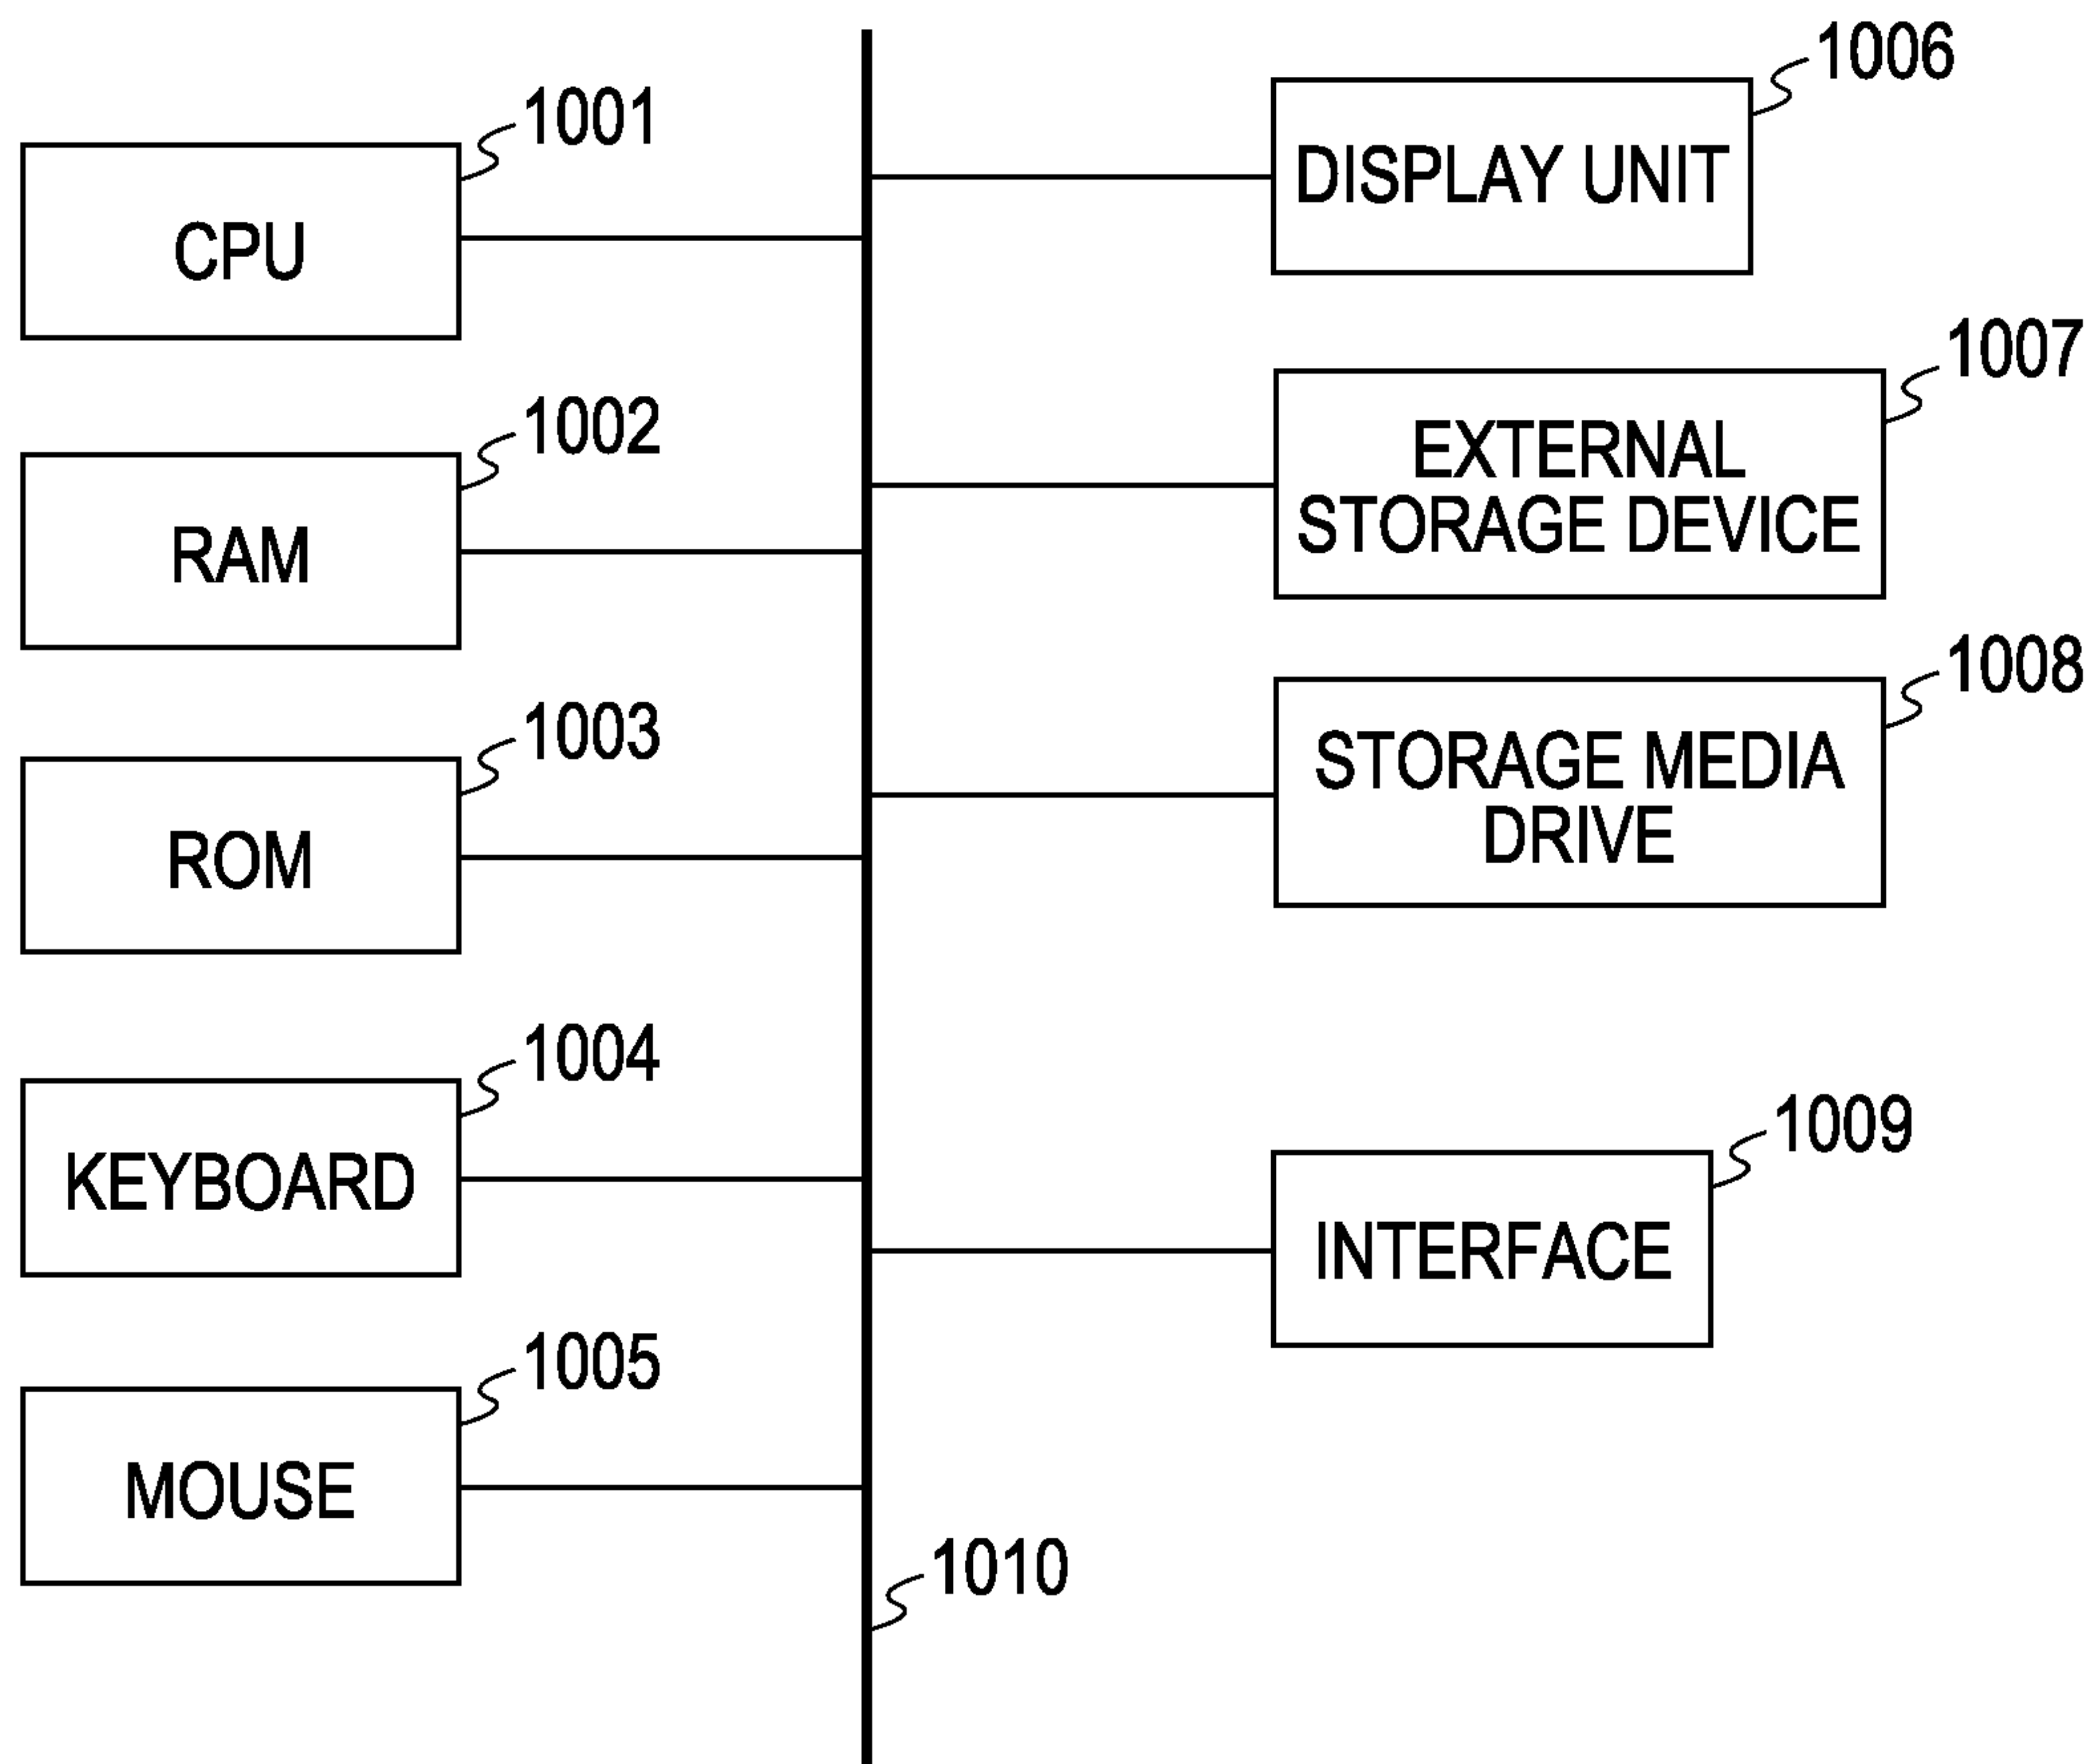 1001
CPU
1002
RAM
1003
ROM
1004
KEYBOARD
1005
MOUSE
1006
DISPLAY UNIT
1007
EXTERNAL
STORAGE DEVICE
1008
STORAGE MEDIA
DRIVE
1009
INTERFACE
1010